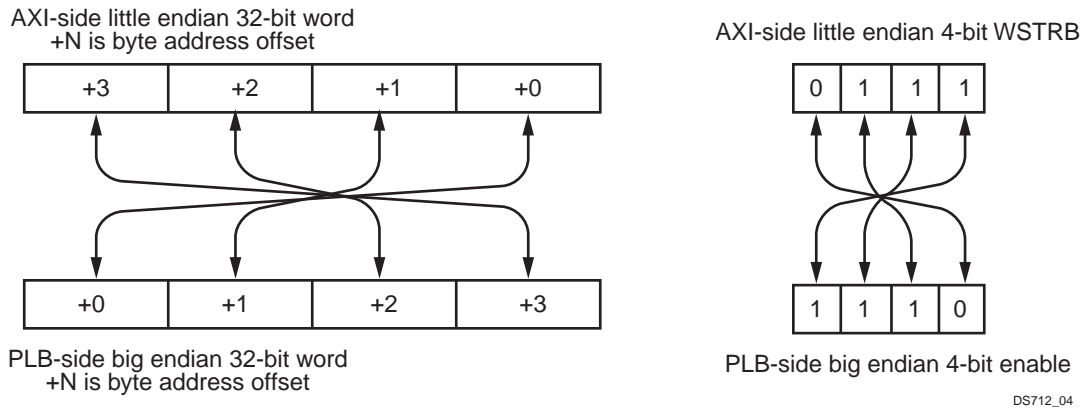 AXI-side little endian 32-bit word
+N is byte address offset
+3 +2 +1 +0
+0 +1 +2 +3
PLB-side big endian 32-bit word
+N is byte address offset
AXI-side little endian 4-bit WSTRB
0 1 1 1
1 1 1 0
PLB-side big endian 4-bit enable
DS712_04